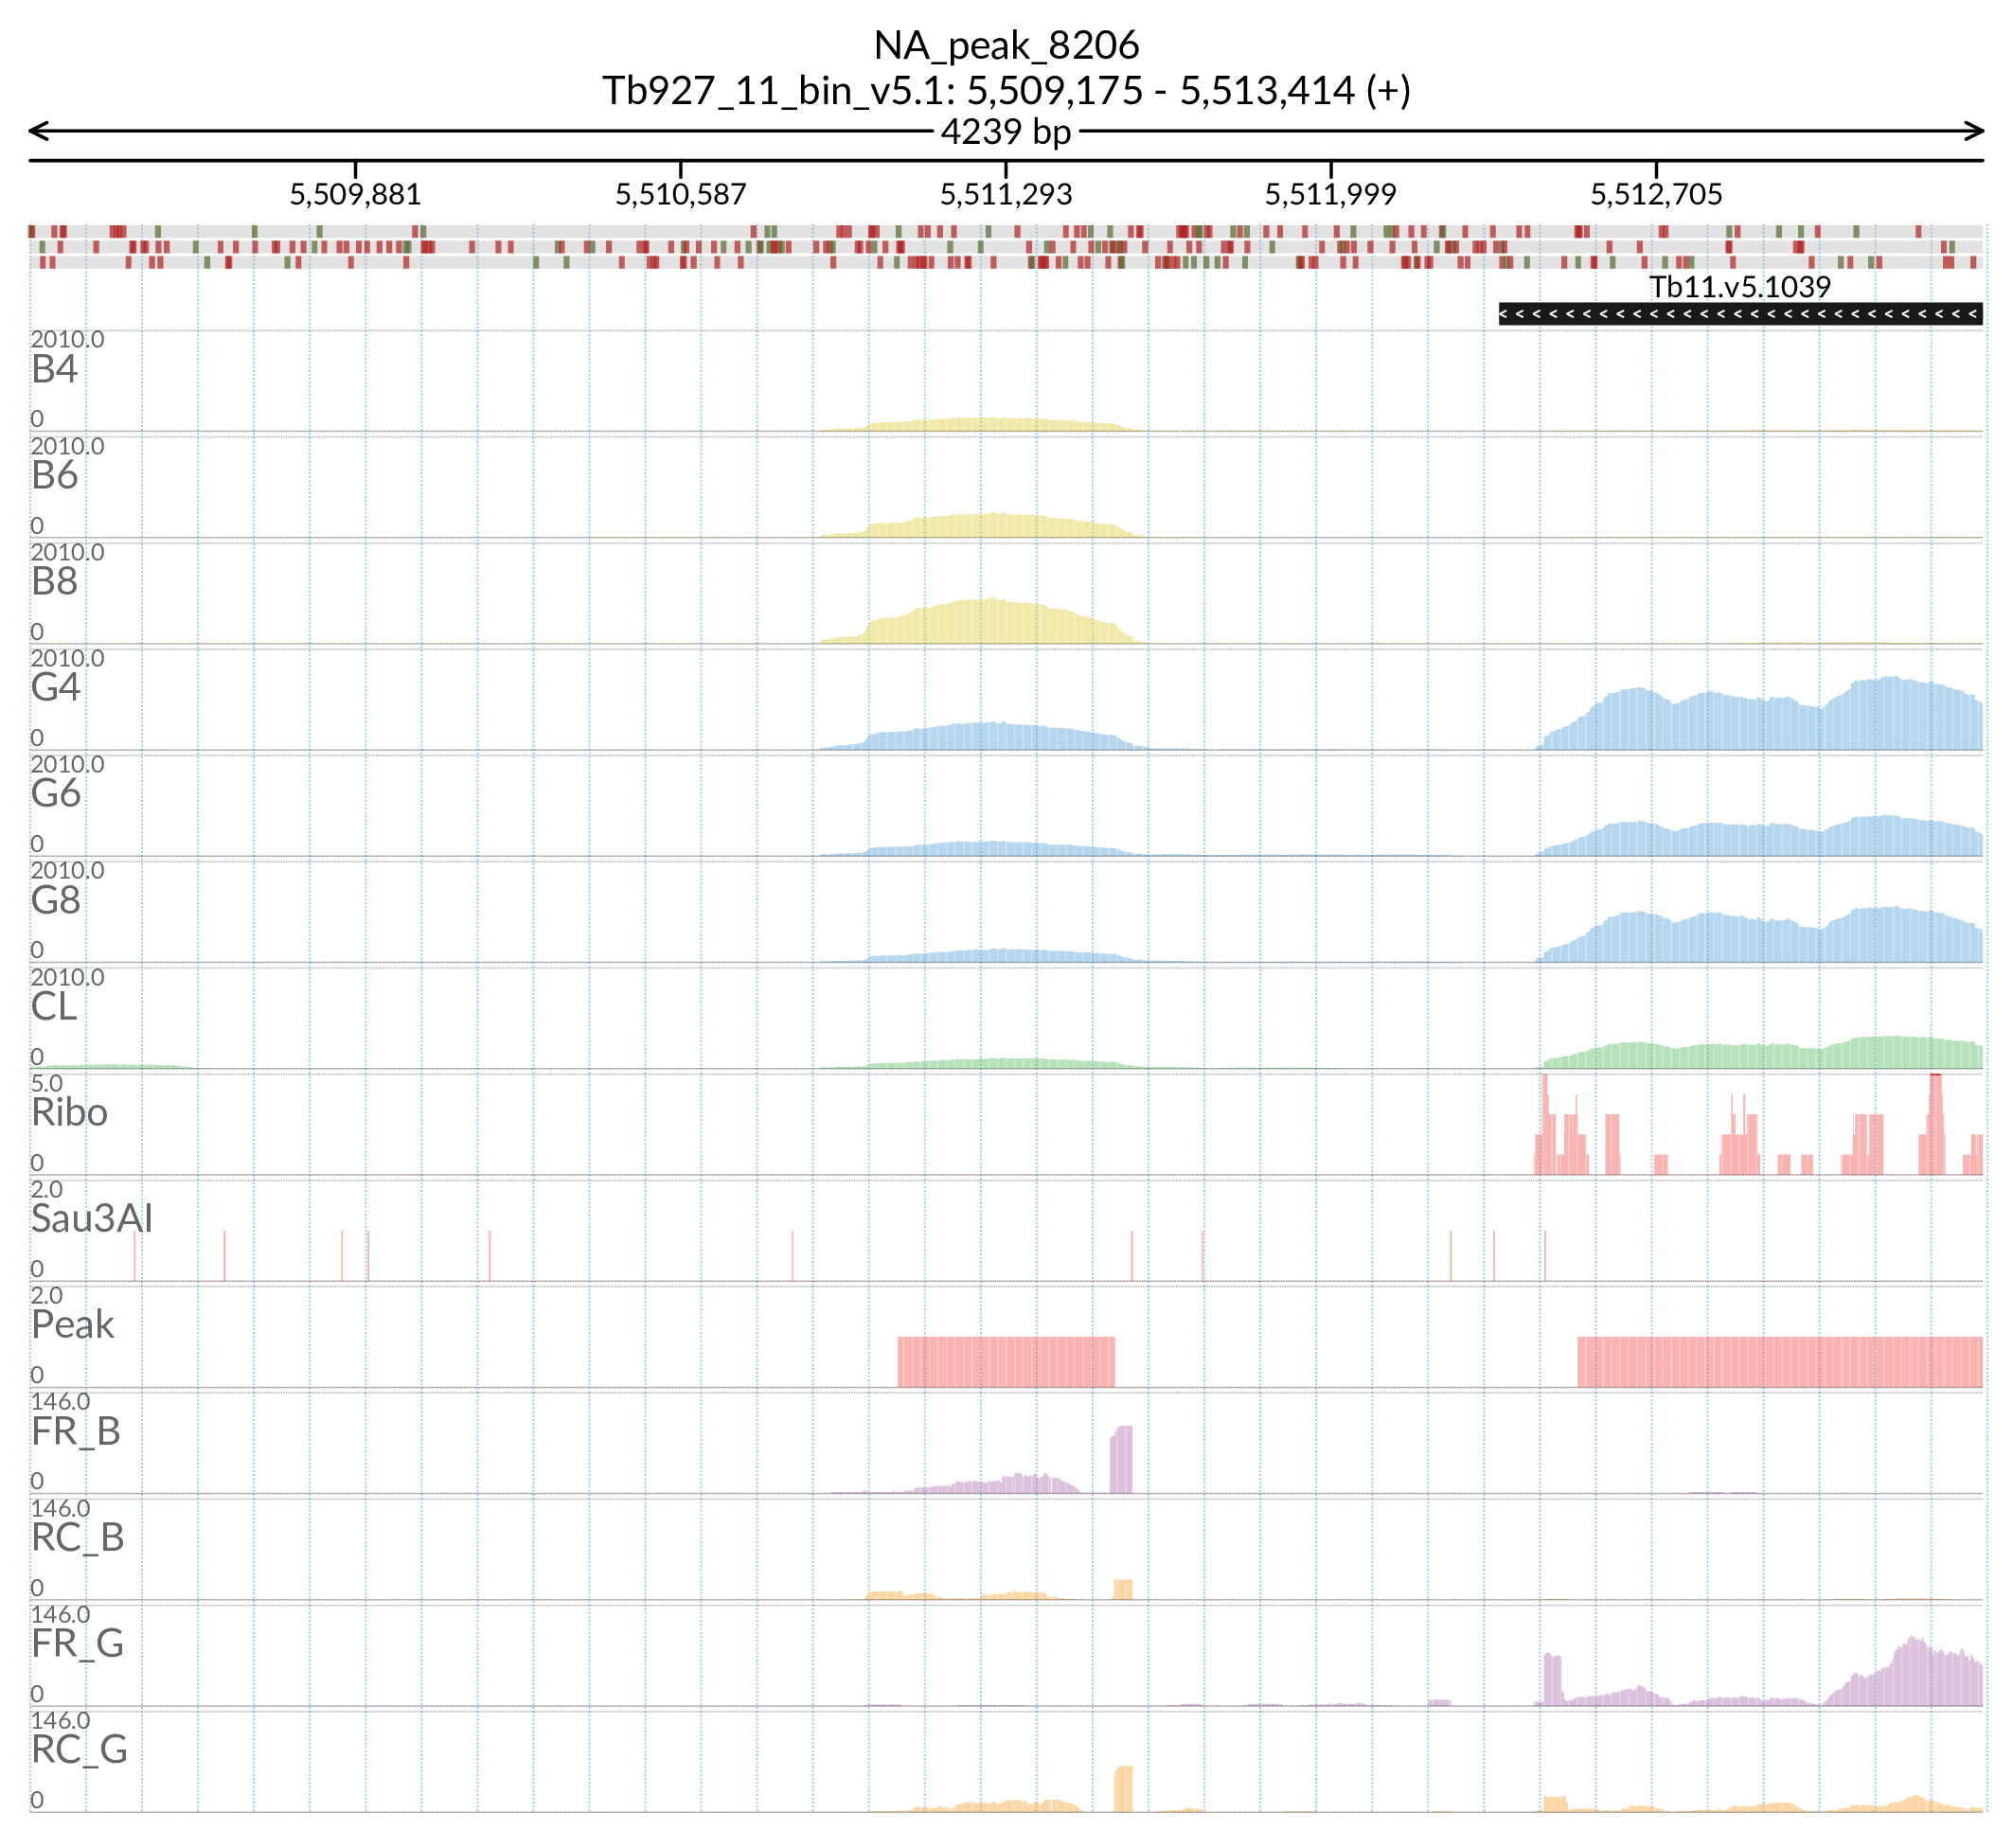 NA_peak_8206
Tb927_11_bin_v5.1: 5,509,175 - 5,513,414 (+)
4239 bp
5,509,881 5,510,587 5,511,293 5,511,999 5,512,705
Tb11.v5.1039
2010.0
B4
0
2010.0
B6
0
2010.0
B8
0
2010.0
G4
0
2010.0
G6
0
2010.0
G8
0
2010.0
CL
0
5.0
Ribo
0
2.0
Sau3AI
0
2.0
Peak
0
146.0
FR_B
0
146.0
RC_B
0
146.0
FR_G
0
146.0
RC_G
0